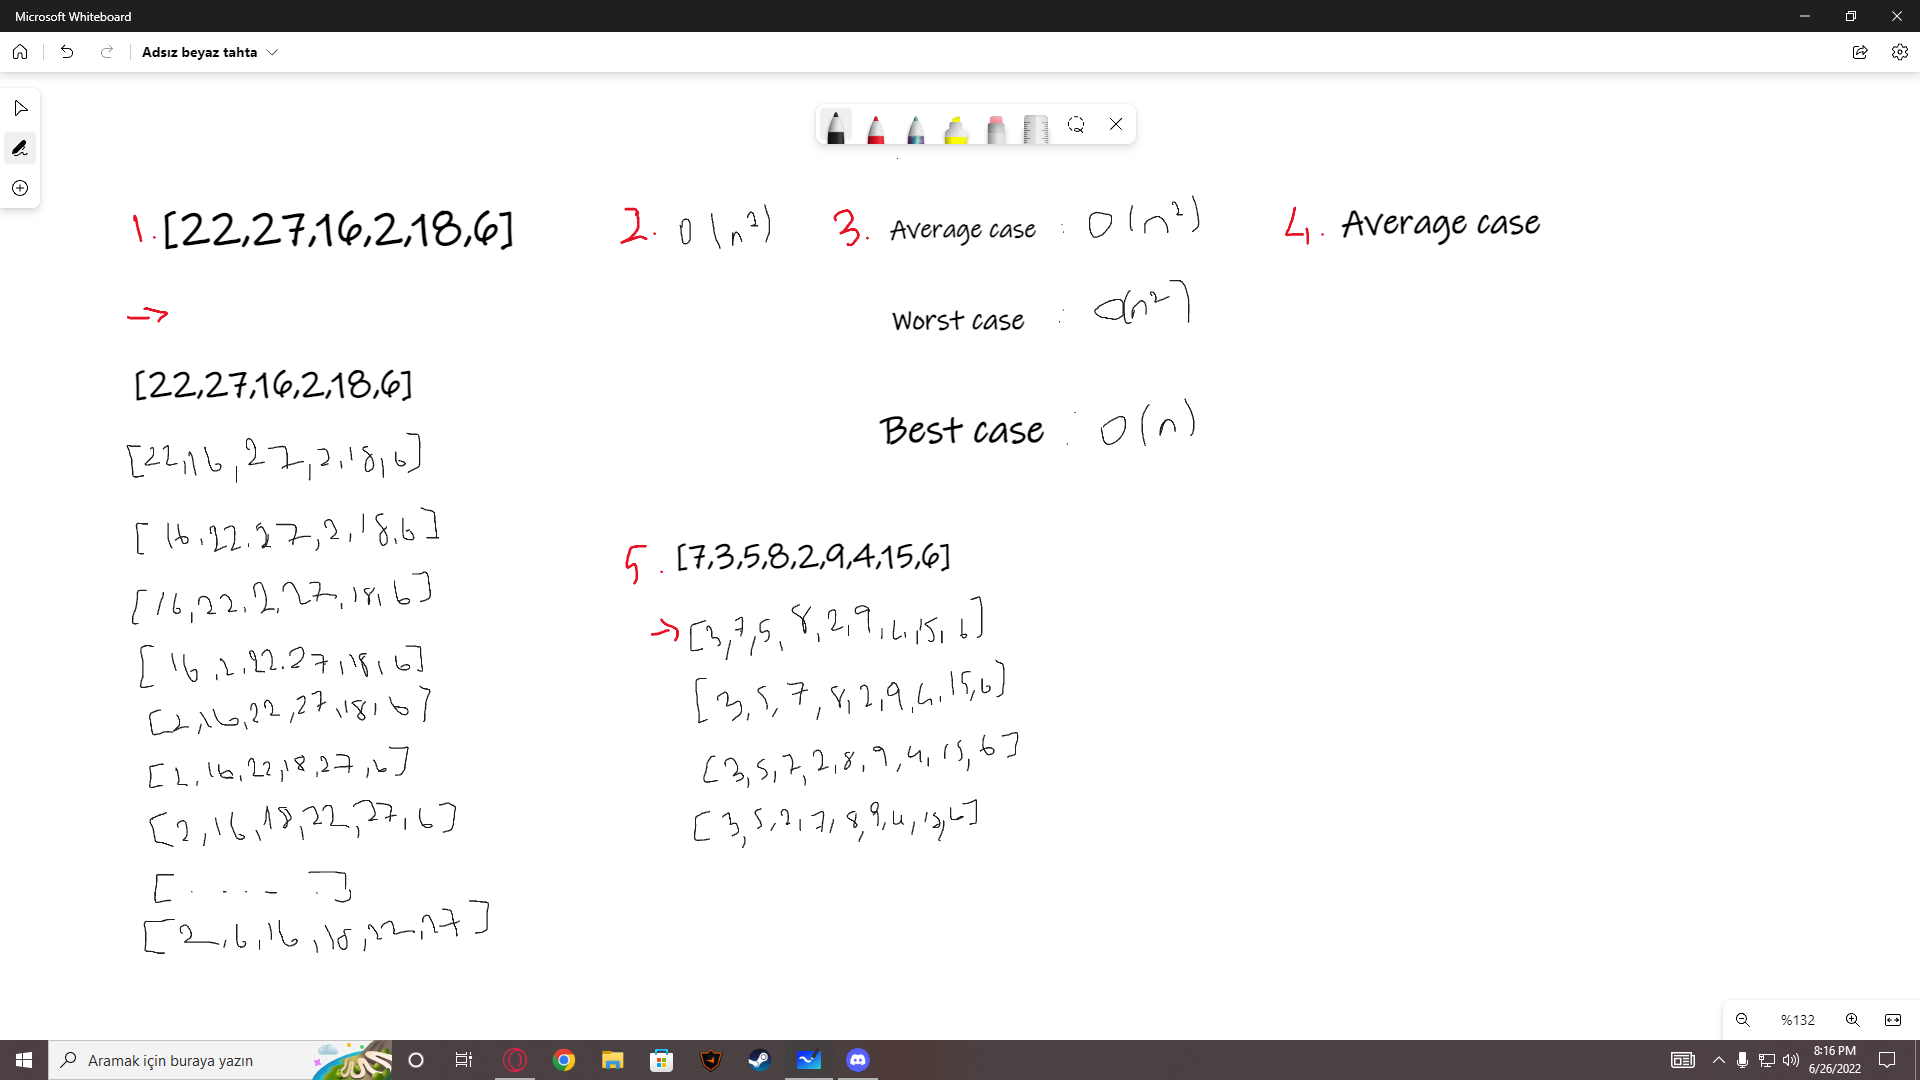 Microsoft Whiteboard
Adsız beyaz tahta
1. [22,27,16,2,18,6]
→
[22,27,16,2,18,6]
[22,16,27,2,18,6]
[16,22,27,2,18,6]
[16,22,2,27,18,6]
[16,2,22,27,18,6]
[2,16,22,27,18,6]
[2,16,22,18,27,6]
[2,16,18,22,27,6]
[.....]
[2,6,16,18,22,27]
2. O(n²)
3. Average case : O(n²)
Worst case : O(n²)
Best case : O(n)
4. Average case
5. [7,3,5,8,2,9,4,15,6]
→ [3,7,5,8,2,9,4,15,6]
[3,5,7,8,2,9,4,15,6]
[3,5,7,2,8,9,4,15,6]
[3,5,2,7,8,9,4,15,6]
%132
Aramak için buraya yazın
8:16 PM
6/26/2022